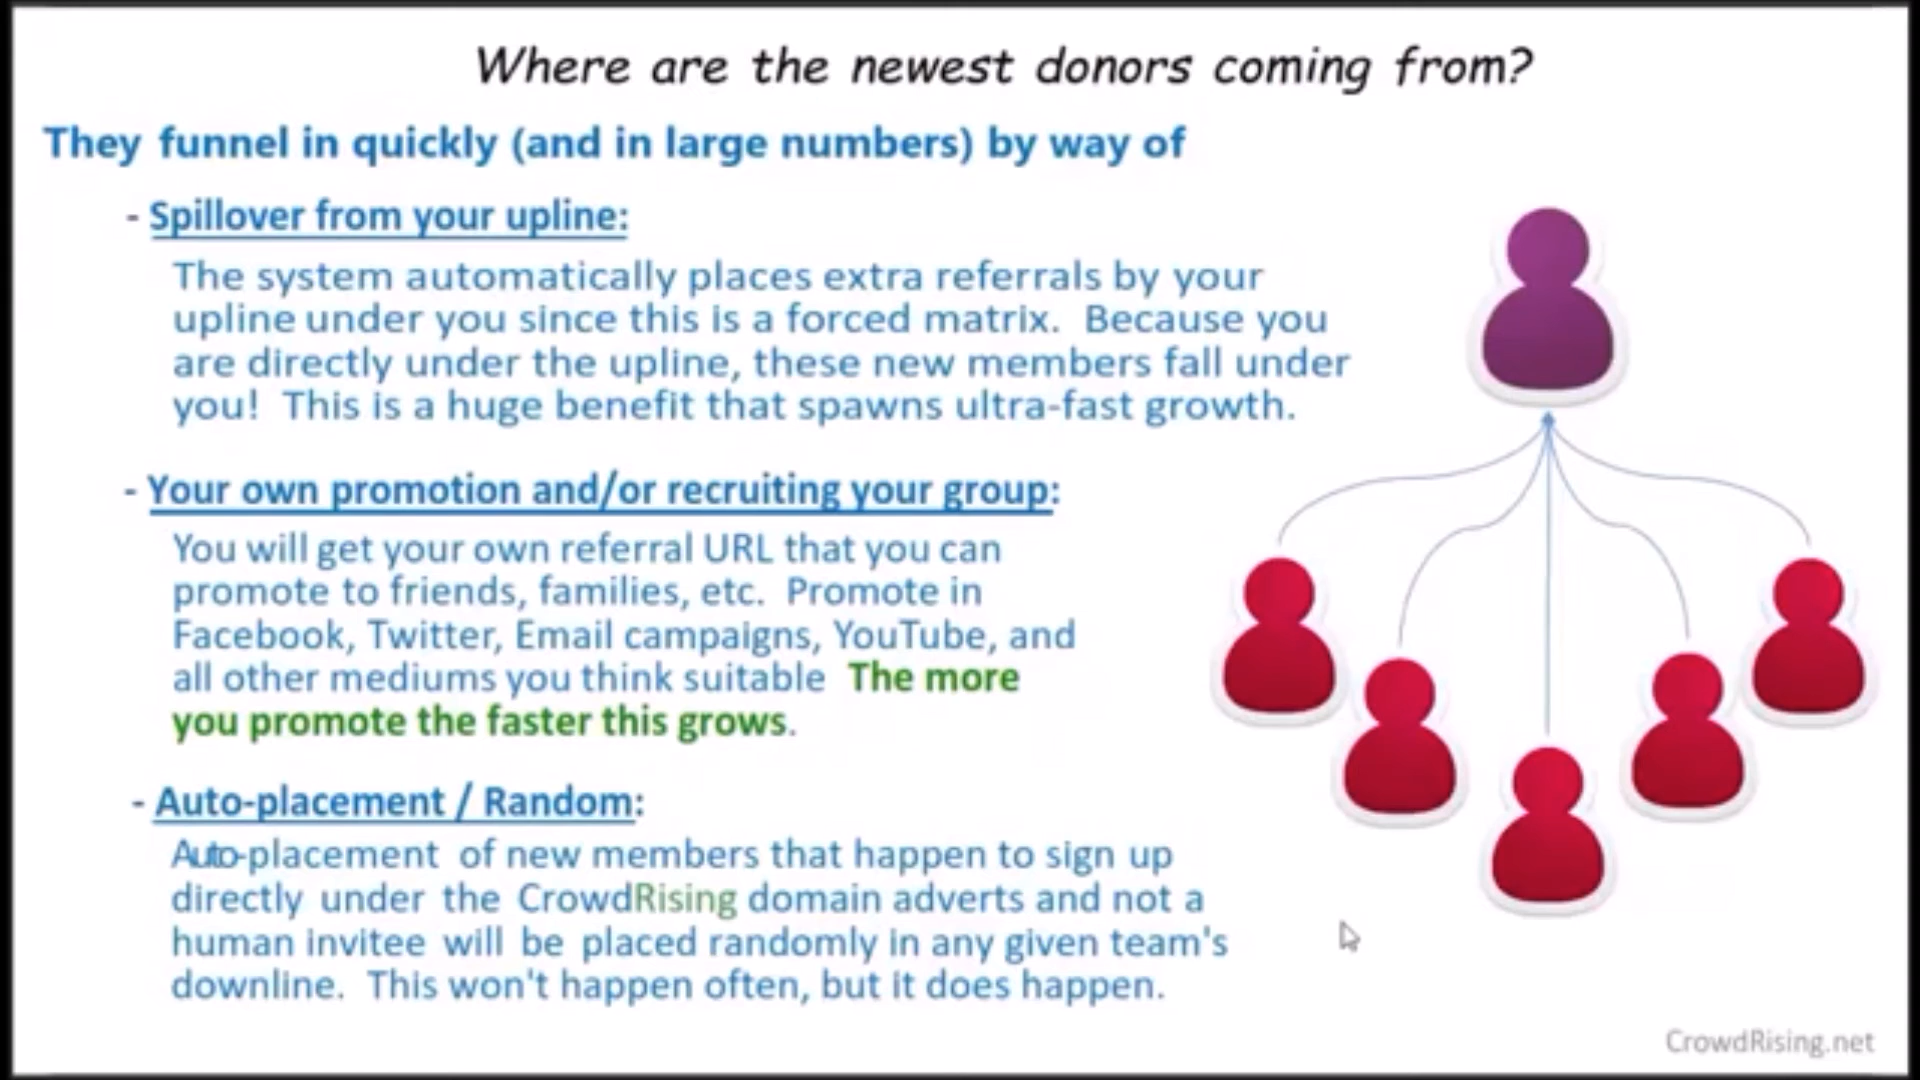 Where are the newest donors coming from?
They funnel in quickly (and in large numbers) by way of
- Spillover from your upline:
The system automatically places extra referrals by your
upline under you since this is a forced matrix. Because you
are directly under the upline, these new members fall under
you! This is a huge benefit that spawns ultra-fast growth.
- Your own promotion and/or recruiting your group:
You will get your own referral URL that you can
promote to friends, families, etc. Promote in
Facebook, Twitter, Email campaigns, YouTube, and
all other mediums you think suitable The more
you promote the faster this grows.
- Auto-placement / Random:
Auto-placement of new members that happen to sign up
directly under the CrowdRising domain adverts and not a
human invitee will be placed randomly in any given team's
downline. This won't happen often, but it does happen.
CrowdRising.net